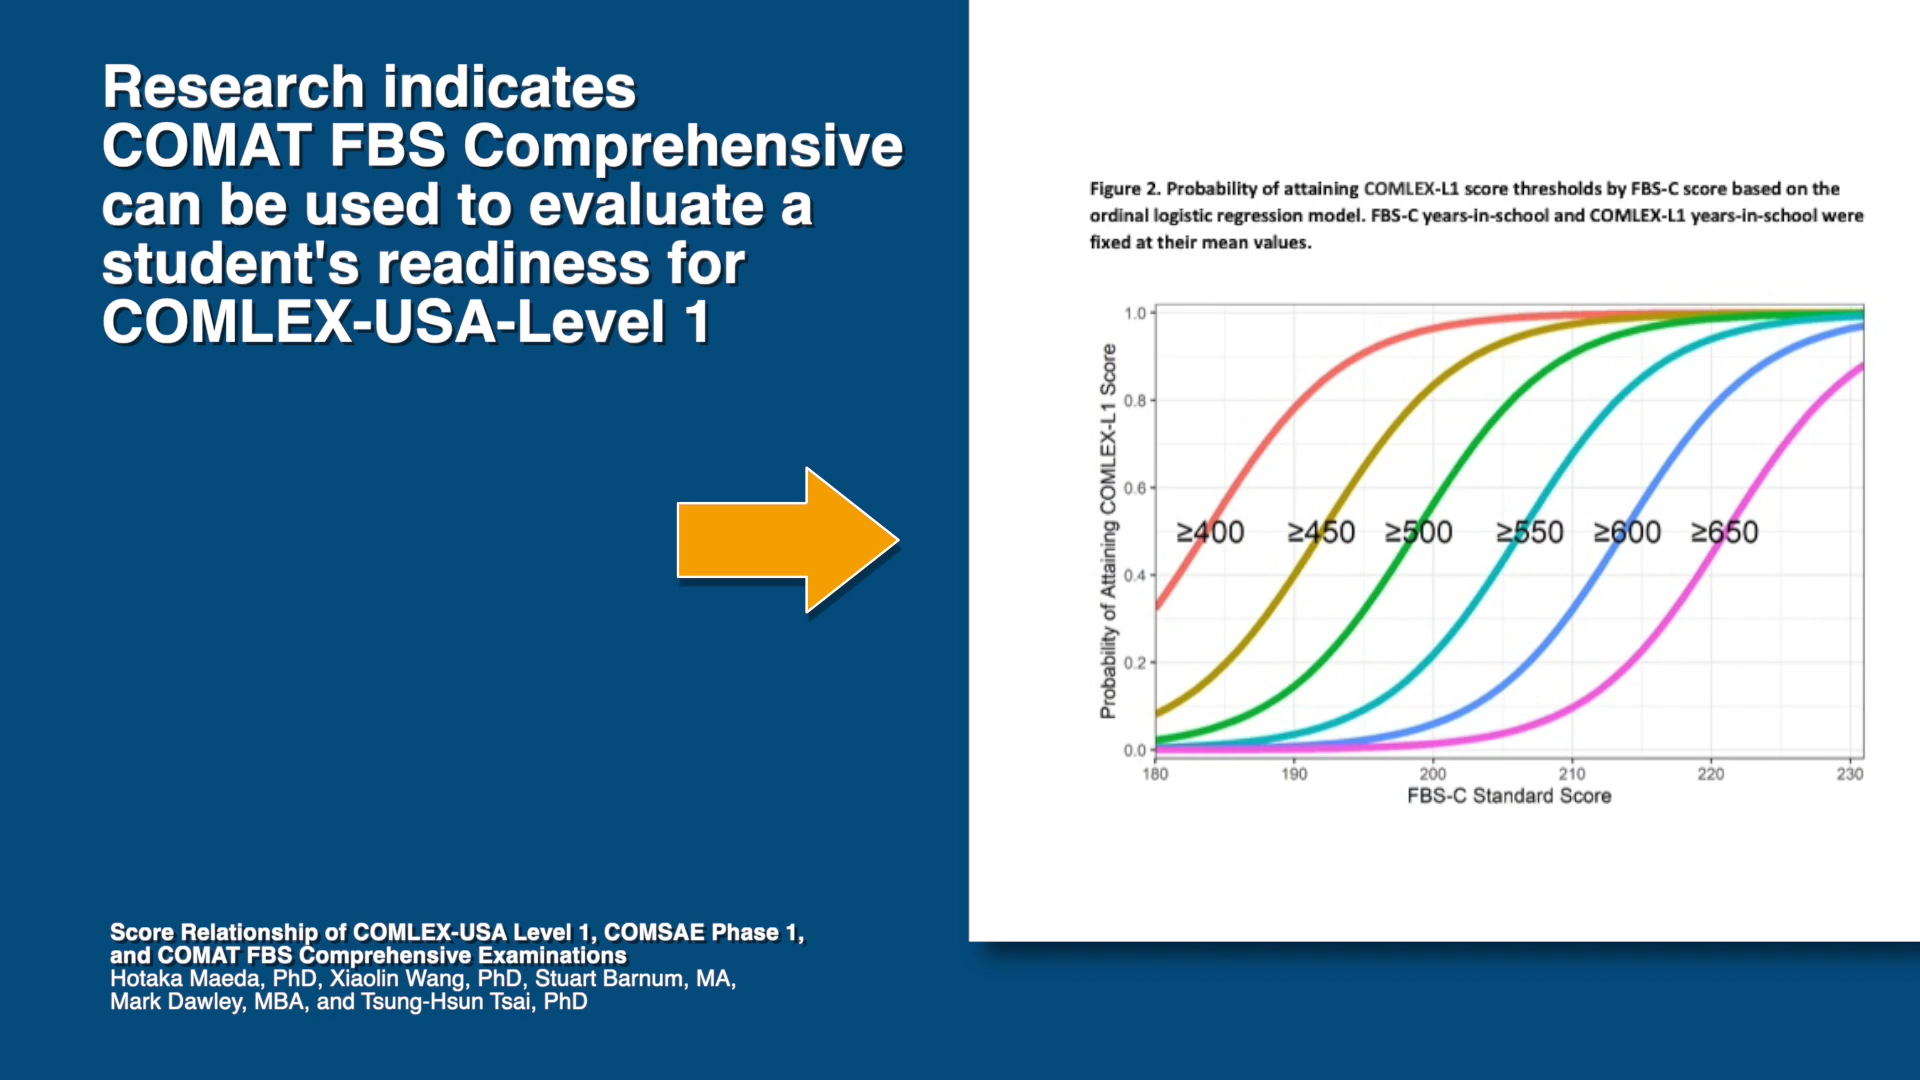 Research indicates
COMAT FBS Comprehensive
can be used to evaluate a
student's readiness for
COMLEX-USA-Level 1
Score Relationship of COMLEX-USA Level 1, COMSAE Phase 1,
and COMAT FBS Comprehensive Examinations
Hotaka Maeda, PhD, Xiaolin Wang, PhD, Stuart Barnum, MA,
Mark Dawley, MBA, and Tsung-Hsun Tsai, PhD
Figure 2. Probability of attaining COMLEX-L1 score thresholds by FBS-C score based on the
ordinal logistic regression model. FBS-C years-in-school and COMLEX-L1 years-in-school were
fixed at their mean values.
Probability of Attaining COMLEX-L1 Score
1.0
0.8
0.6
≥400 ≥450 ≥500 ≥550 ≥600 ≥650
0.4
0.2
0.0
180 190 200 210 220 230
FBS-C Standard Score